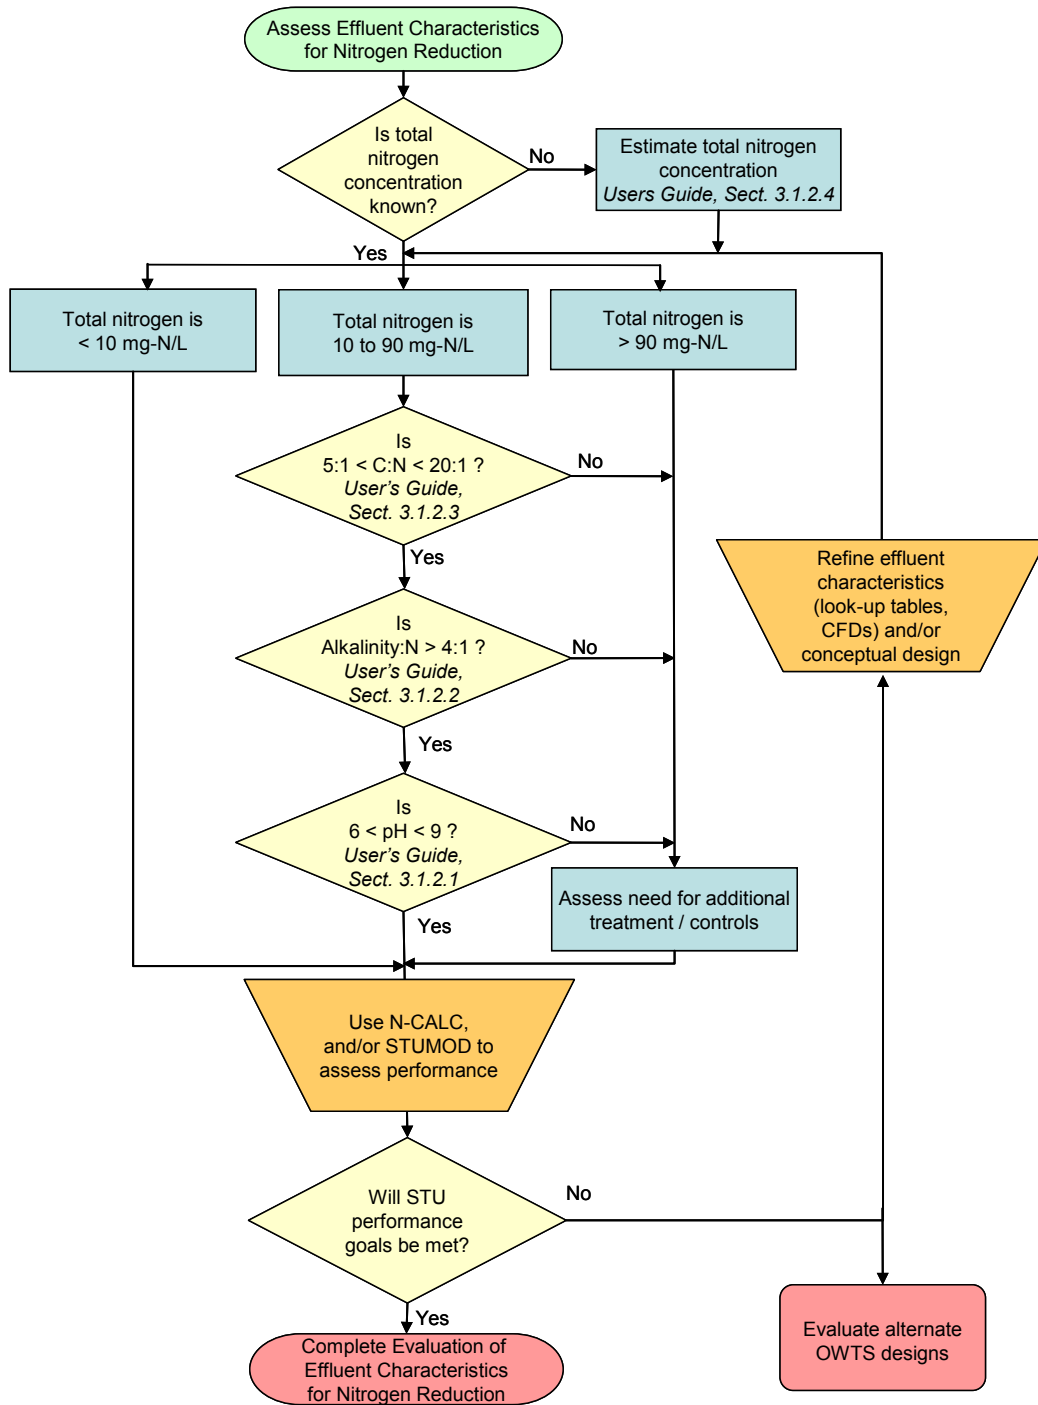 Assess Effluent Characteristics
for Nitrogen Reduction
Is total
nitrogen
concentration
known?
No
Estimate total nitrogen
concentration
Users Guide, Sect. 3.1.2.4
Yes
Total nitrogen is
< 10 mg-N/L
Total nitrogen is
10 to 90 mg-N/L
Total nitrogen is
> 90 mg-N/L
Is
5:1 < C:N < 20:1 ?
User's Guide,
Sect. 3.1.2.3
No
Yes
Refine effluent
characteristics
(look-up tables,
CFDs) and/or
conceptual design
Is
Alkalinity:N > 4:1 ?
User's Guide,
Sect. 3.1.2.2
No
Yes
Is
6 < pH < 9 ?
User's Guide,
Sect. 3.1.2.1
No
Yes
Assess need for additional
treatment / controls
Use N-CALC,
and/or STUMOD to
assess performance
Will STU
performance
goals be met?
No
Yes
Evaluate alternate
OWTS designs
Complete Evaluation of
Effluent Characteristics
for Nitrogen Reduction